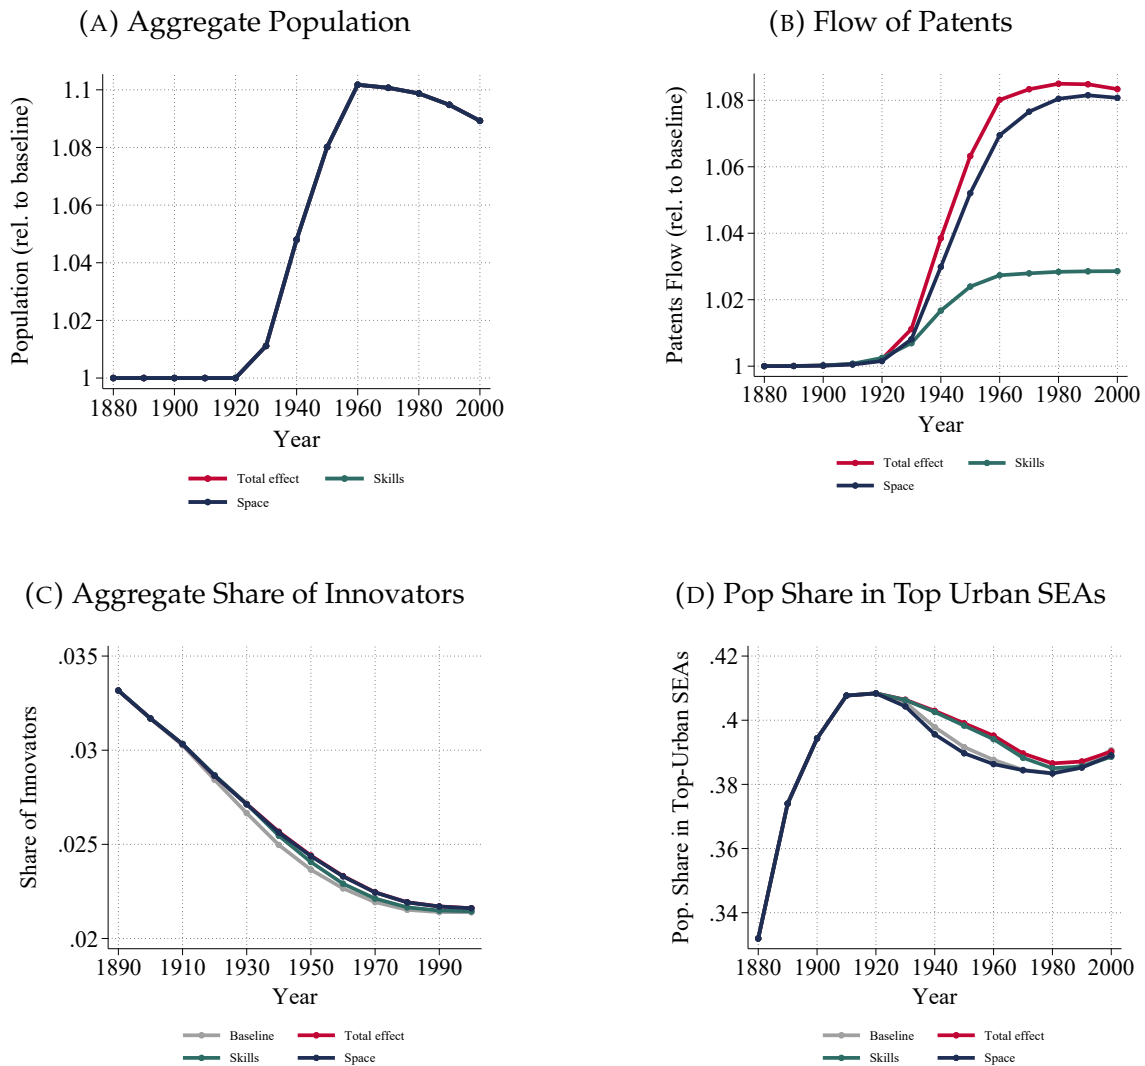 (A) Aggregate Population
Population (rel. to baseline)
1.1
1.08
1.06
1.04
1.02
1
1880 1900 1920 1940 1960 1980 2000
Year
Total effect Skills
Space
(B) Flow of Patents
Patents Flow (rel. to baseline)
1.08
1.06
1.04
1.02
1
1880 1900 1920 1940 1960 1980 2000
Year
Total effect Skills
Space
(C) Aggregate Share of Innovators
Share of Innovators
.035
.03
.025
.02
1890 1910 1930 1950 1970 1990
Year
Baseline Total effect
Skills Space
(D) Pop Share in Top Urban SEAs
Pop. Share in Top-Urban SEAs
.42
.4
.38
.36
.34
1880 1900 1920 1940 1960 1980 2000
Year
Baseline Total effect
Skills Space